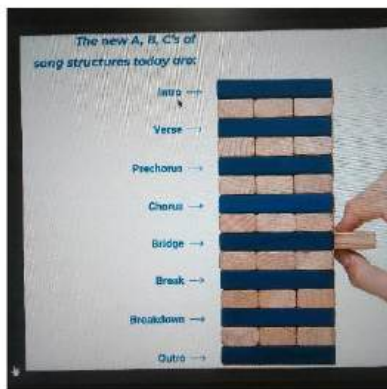 The new A, B, C's of
song structures today are:
Intro →
Verse →
Prechorus →
Chorus →
Bridge →
Break →
Breakdown →
Outro →